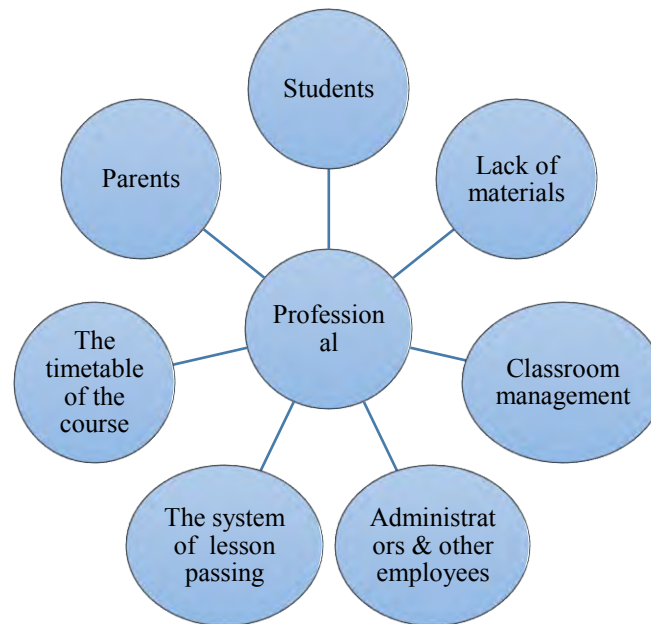 Students
Parents
Lack of
materials
Profession
al
The
timetable
of the
course
Classroom
management
The system
of lesson
passing
Administrat
ors & other
employees